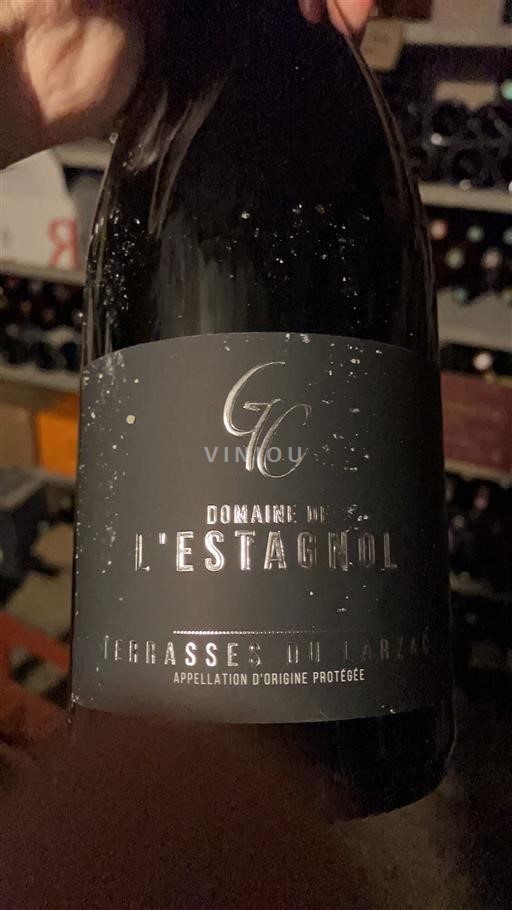 GC
VINIOU
DOMAINE DE
L'ESTAGNOL
TERRASSES DU LARZAC
APPELLATION D'ORIGINE PROTÉGÉE
R